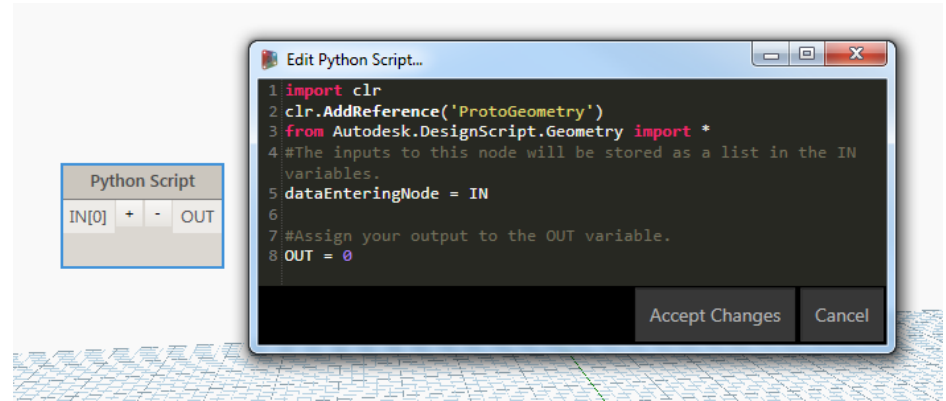 Edit Python Script...
1 import clr
2 clr.AddReference('ProtoGeometry')
3 from Autodesk.DesignScript.Geometry import *
4 #The inputs to this node will be stored as a list in the IN
variables.
5 dataEnteringNode = IN
6
7 #Assign your output to the OUT variable.
8 OUT = 0
Accept Changes Cancel
Python Script
IN[0] + - OUT